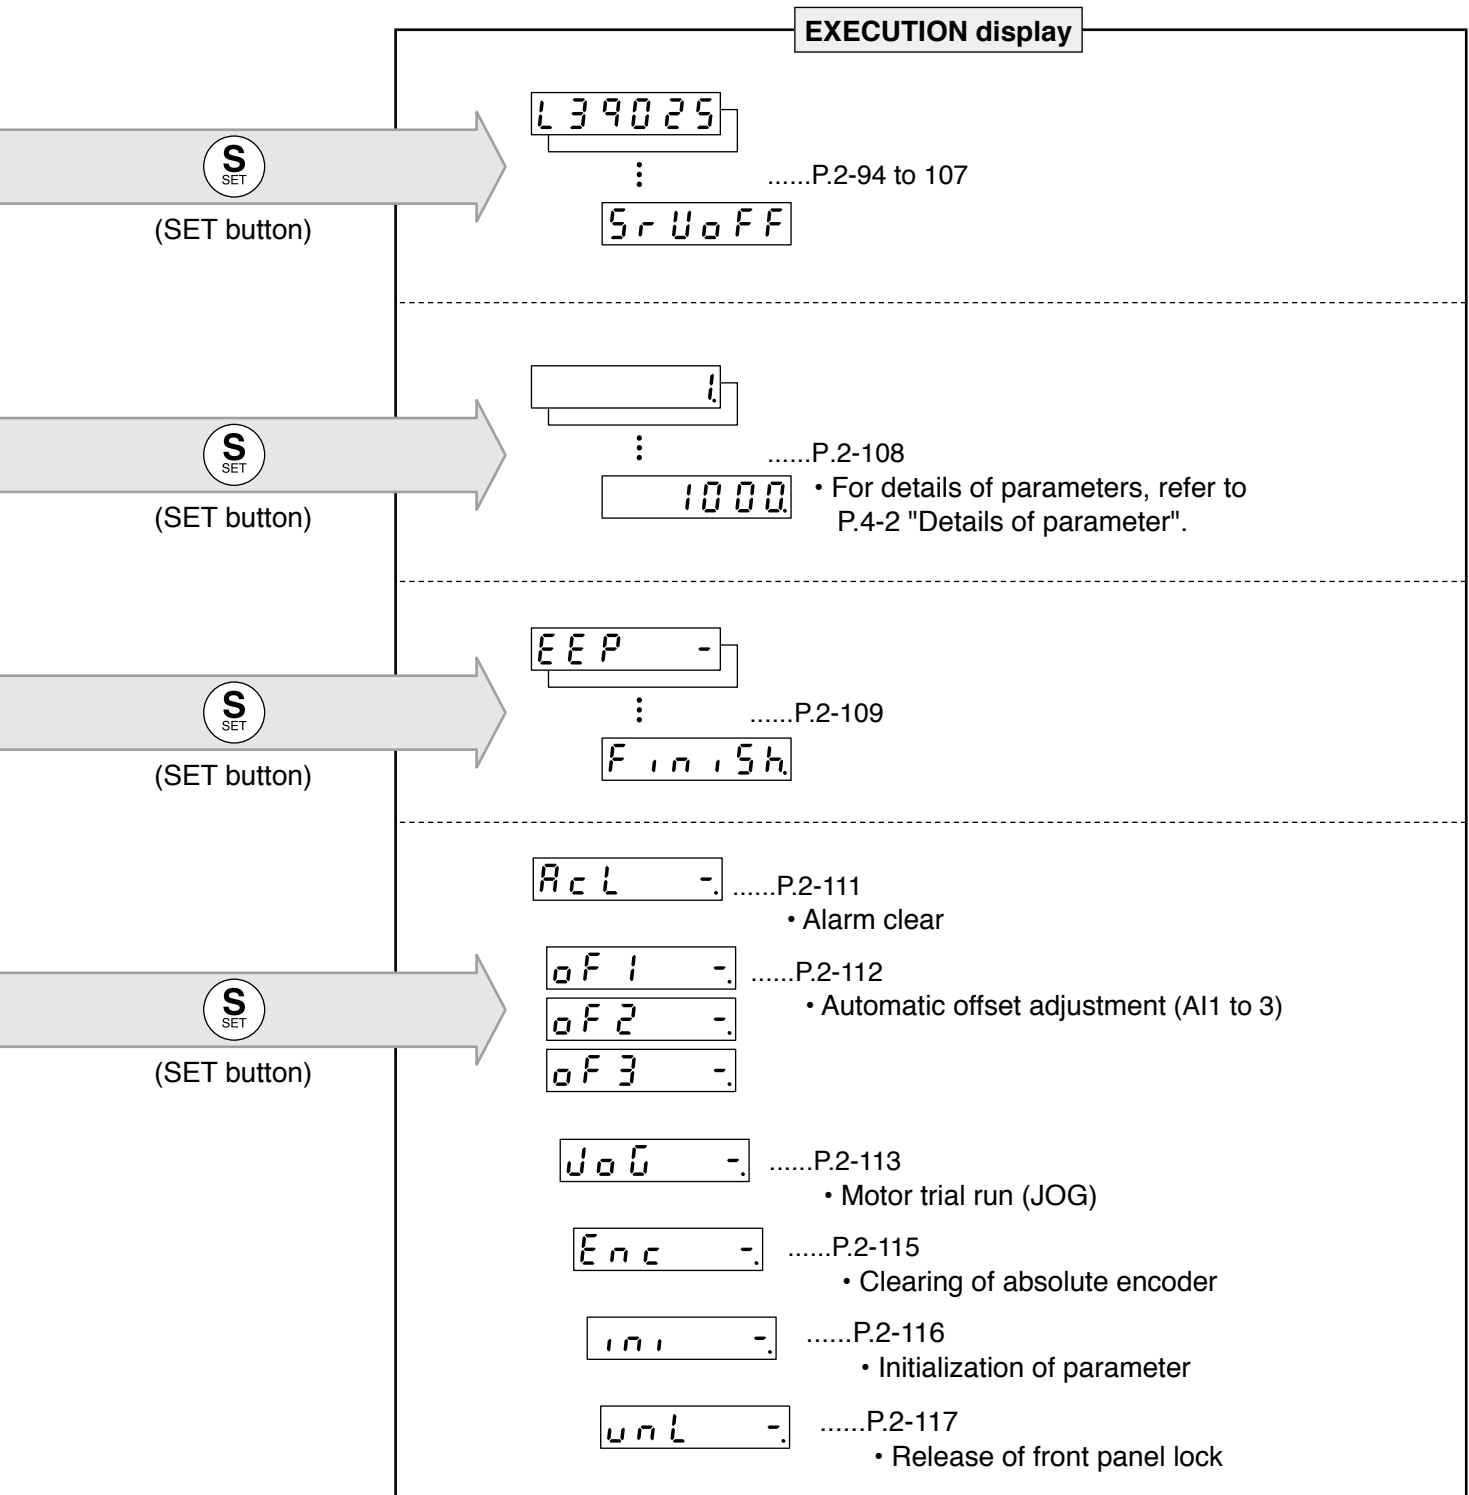 EXECUTION display
L39025
S
SET
......P.2-94 to 107
(SET button)
SrUoFF
1.
S
SET
......P.2-108
• For details of parameters, refer to
P.4-2 "Details of parameter".
1000.
(SET button)
EEP -
S
SET
......P.2-109
FiniSh.
(SET button)
AcL -.
......P.2-111
• Alarm clear
oF1 -.
......P.2-112
• Automatic offset adjustment (AI1 to 3)
S
SET
oF2 -.
oF3 -.
(SET button)
JoG -.
......P.2-113
• Motor trial run (JOG)
Enc -.
......P.2-115
• Clearing of absolute encoder
ini -.
......P.2-116
• Initialization of parameter
unL -.
......P.2-117
• Release of front panel lock